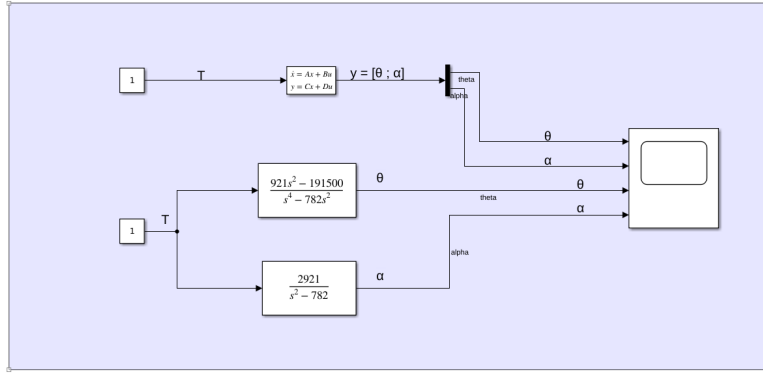 1
T
ẋ = Ax + Bu
y = Cx + Du
y = [θ ; α]
theta
alpha
θ
α
921s² − 191500
s⁴ − 782s²
θ
theta
θ
α
T
1
alpha
2921
s² − 782
α